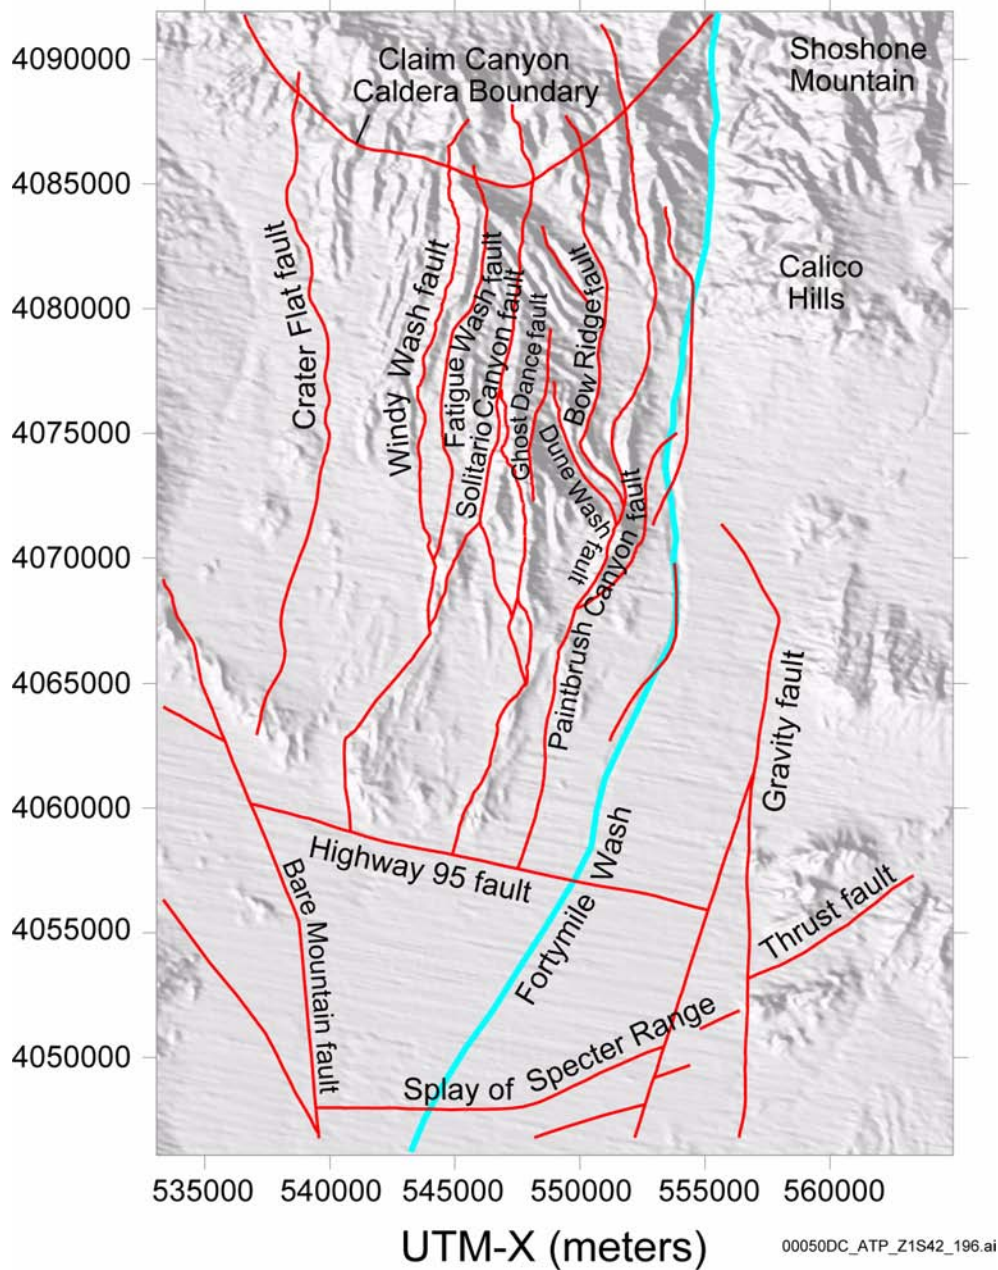 4090000
4085000
4080000
4075000
4070000
4065000
4060000
4055000
4050000
Claim Canyon
Caldera Boundary
Shoshone
Mountain
Calico
Hills
Crater Flat fault
Windy Wash fault
Fatigue Wash fault
Solitario Canyon fault
Ghost Dance fault
Bow Ridge fault
Dune Wash fault
Paintbrush Canyon fault
Gravity fault
Highway 95 fault
Bare Mountain fault
Fortymile Wash
Thrust fault
Splay of Specter Range
535000 540000 545000 550000 555000 560000
UTM-X (meters)
00050DC_ATP_Z1S42_196.ai